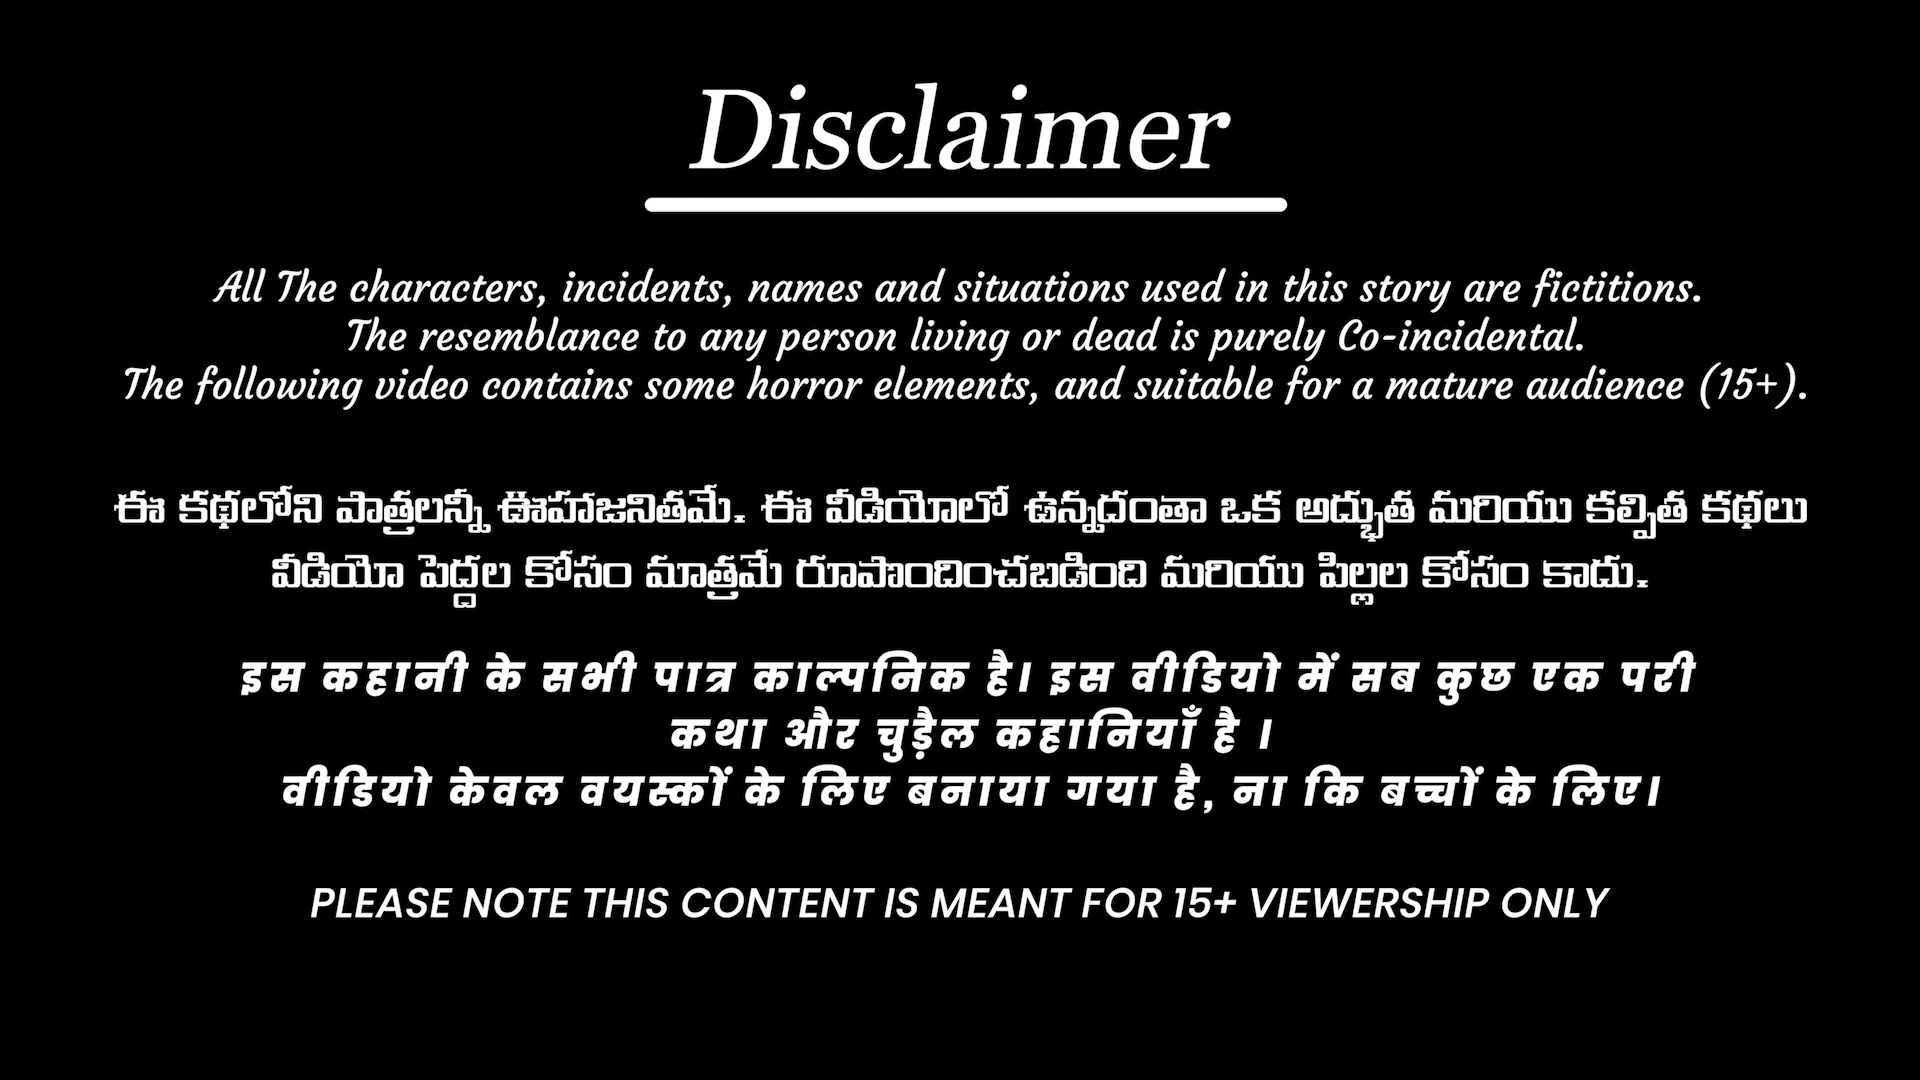 Disclaimer
All The characters, incidents, names and situations used in this story are fictitions.
The resemblance to any person living or dead is purely Co-incidental.
The following video contains some horror elements, and suitable for a mature audience (15+).
ఈ కథలోని పాత్రలన్నీ ఊహాజనితమే. ఈ వీడియోలో ఉన్నదంతా ఒక అద్భుత మరియు కల్పిత కథలు
వీడియో పెద్దల కోసం మాత్రమే రూపొందించబడింది మరియు పిల్లల కోసం కాదు.
इस कहानी के सभी पात्र काल्पनिक है। इस वीडियो में सब कुछ एक परी
कथा और चुड़ैल कहानियाँ है ।
वीडियो केवल वयस्कों के लिए बनाया गया है, ना कि बच्चों के लिए।
PLEASE NOTE THIS CONTENT IS MEANT FOR 15+ VIEWERSHIP ONLY